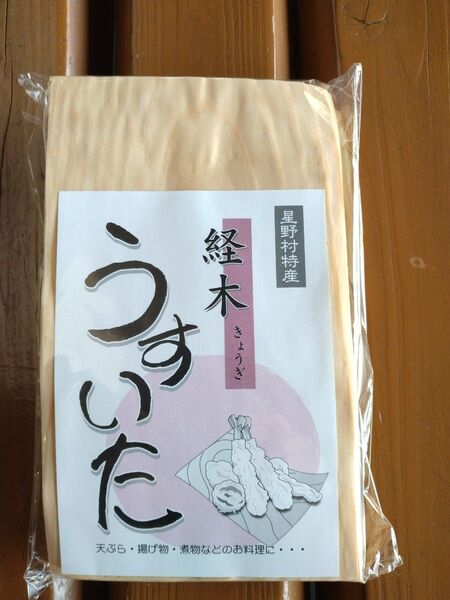 星野村特産
経木
きょうぎ
うすいた
天ぷら・揚げ物・煮物などのお料理に・・・